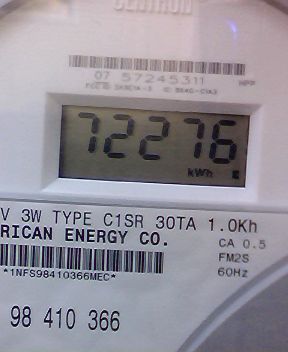 CENTRON
07 57245311
72276
kWh
V 3W TYPE C1SR 30TA 1.0Kh
RICAN ENERGY CO.
CA 0.5
FM2S
*1NFS98410366MEC*
60Hz
98 410 366